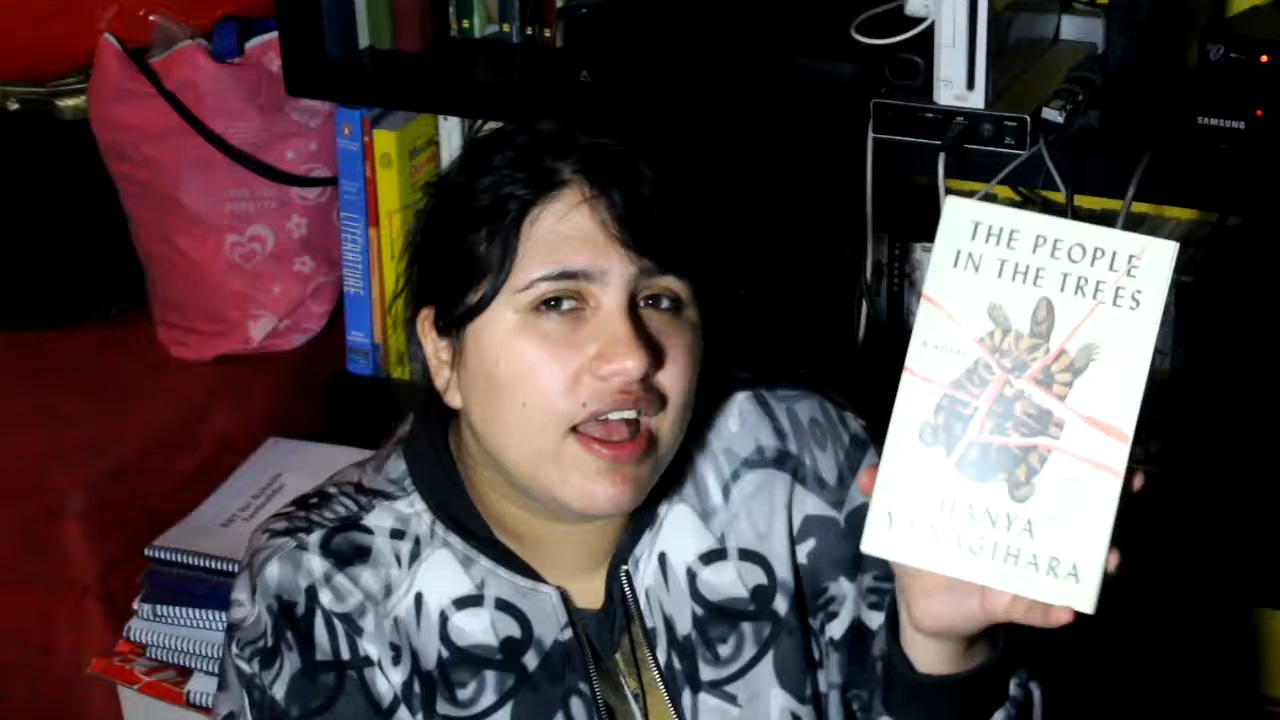 LITERATURE
SAMSUNG
THE PEOPLE
IN THE TREES
A NOVEL
HANYA
YANAGIHARA